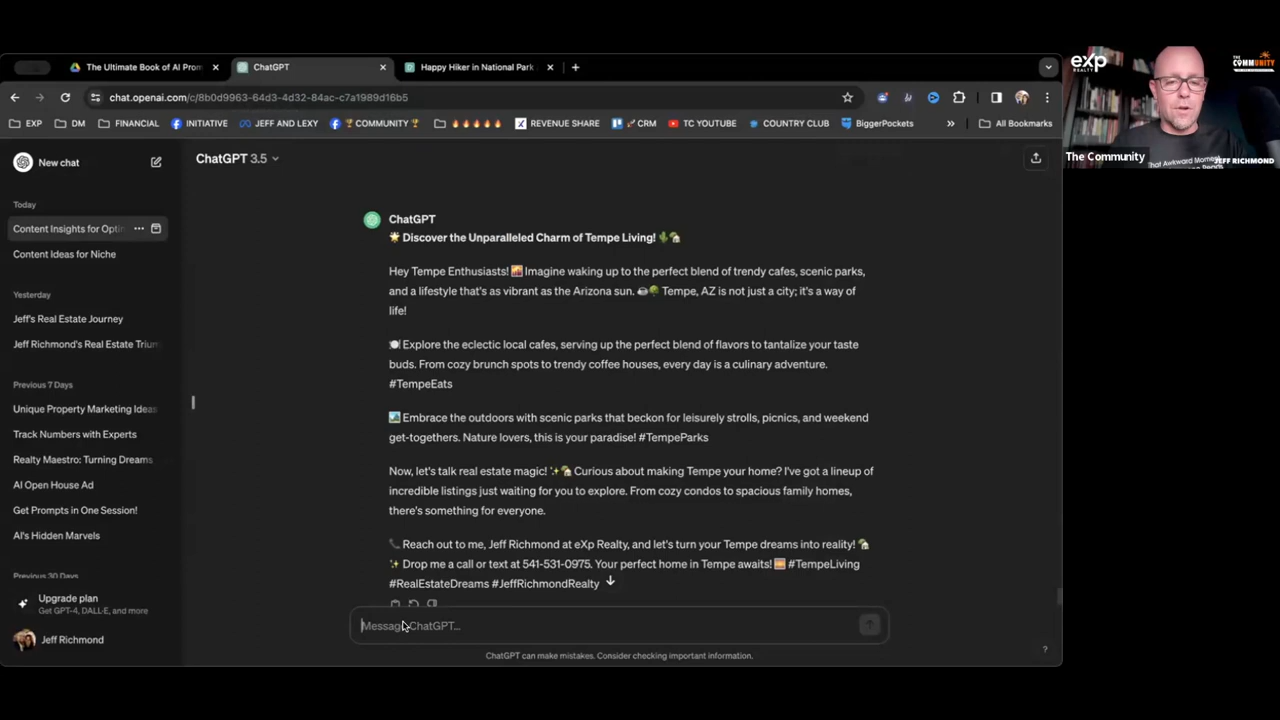 The Ultimate Book of AI Pro
ChatGPT
Happy Hiker in National Park
chat.openai.com/c/8b0d9963-64d3-4d32-84ac-c7a1989d16b5
EXP
DM
FINANCIAL
INITIATIVE
JEFF AND LEXY
COMMUNITY
REVENUE SHARE
CRM
TC YOUTUBE
COUNTRY CLUB
BiggerPockets
All Bookmarks
exp
REALTY
THE
COMMUNITY
The Community
That Awkward Moment
JEFF RICHMOND
New chat
Today
Content Insights for Optin
Content Ideas for Niche
Yesterday
Jeff's Real Estate Journey
Jeff Richmond's Real Estate Trium
Previous 7 Days
Unique Property Marketing Ideas
Track Numbers with Experts
Realty Maestro: Turning Dreams
AI Open House Ad
Get Prompts in One Session!
AI's Hidden Marvels
Previous 30 Days
Upgrade plan
Get GPT-4, DALL·E, and more
Jeff Richmond
ChatGPT 3.5
ChatGPT
🌟 Discover the Unparalleled Charm of Tempe Living! 🌵🏡
Hey Tempe Enthusiasts! 🌇 Imagine waking up to the perfect blend of trendy cafes, scenic parks,
and a lifestyle that's as vibrant as the Arizona sun. ☕🌳 Tempe, AZ is not just a city; it's a way of
life!
🍽️ Explore the eclectic local cafes, serving up the perfect blend of flavors to tantalize your taste
buds. From cozy brunch spots to trendy coffee houses, every day is a culinary adventure.
#TempeEats
🏞️ Embrace the outdoors with scenic parks that beckon for leisurely strolls, picnics, and weekend
get-togethers. Nature lovers, this is your paradise! #TempeParks
Now, let's talk real estate magic! ✨🏡 Curious about making Tempe your home? I've got a lineup of
incredible listings just waiting for you to explore. From cozy condos to spacious family homes,
there's something for everyone.
📞 Reach out to me, Jeff Richmond at eXp Realty, and let's turn your Tempe dreams into reality! 🏡
✨ Drop me a call or text at 541-531-0975. Your perfect home in Tempe awaits! 🌅 #TempeLiving
#RealEstateDreams #JeffRichmondRealty
Message ChatGPT...
ChatGPT can make mistakes. Consider checking important information.
?